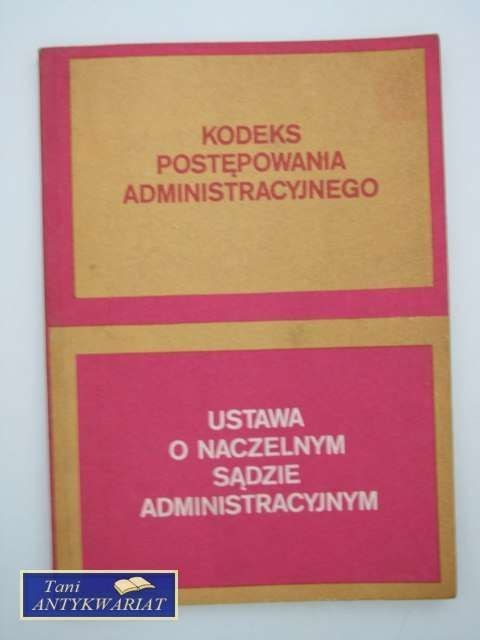 KODEKS
POSTĘPOWANIA
ADMINISTRACYJNEGO
USTAWA
O NACZELNYM
SĄDZIE
ADMINISTRACYJNYM
Tani
ANTYKWARIAT